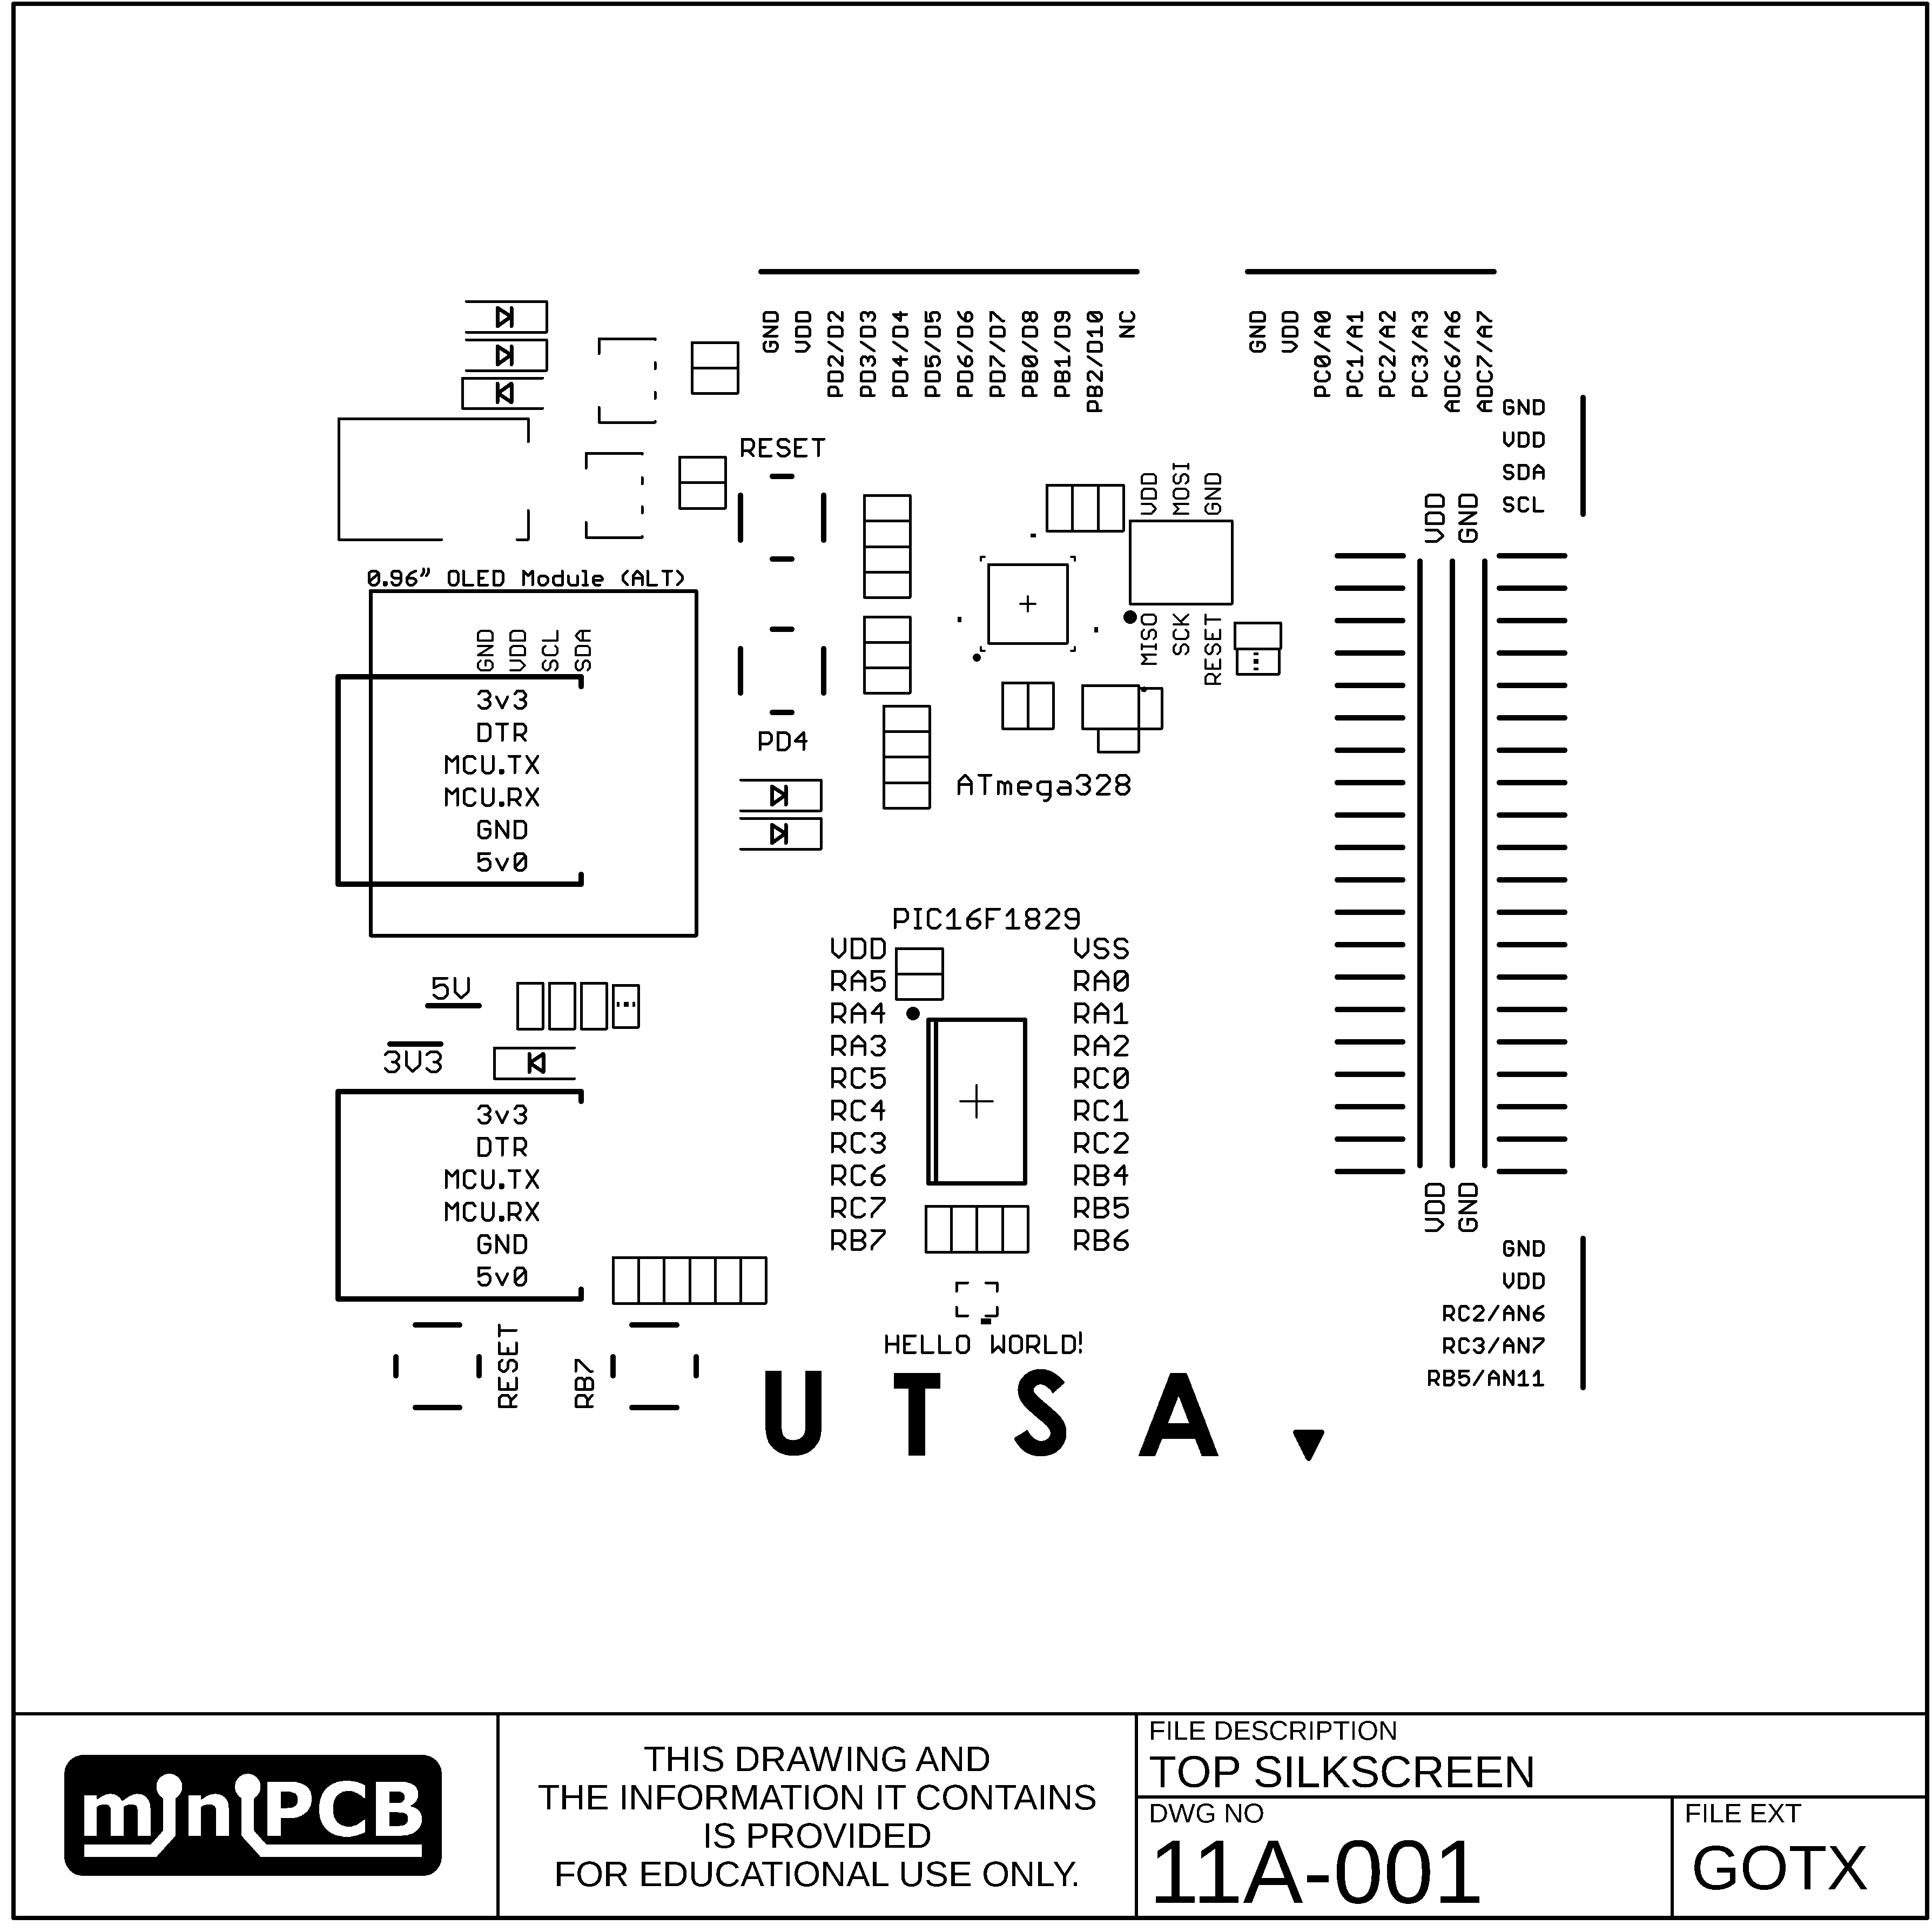 GND
VDD
PD2/D2
PD3/D3
PD4/D4
PD5/D5
PD6/D6
PD7/D7
PB0/D8
PB1/D9
PB2/D10
NC
GND
VDD
PC0/A0
PC1/A1
PC2/A2
PC3/A3
ADC6/A6
ADC7/A7
GND
VDD
SDA
SCL
RESET
VDD
MOSI
GND
VDD
GND
0.96” OLED Module (ALT)
GND
VDD
SCL
SDA
MISO
SCK
RESET
3v3
DTR
MCU.TX
MCU.RX
GND
5v0
PD4
ATmega328
PIC16F1829
VDD VSS
RA5 RA0
RA4 RA1
RA3 RA2
RC5 RC0
RC4 RC1
RC3 RC2
RC6 RB4
RC7 RB5
RB7 RB6
5V
3V3
3v3
DTR
MCU.TX
MCU.RX
GND
5v0
VDD
GND
GND
VDD
RC2/AN6
RC3/AN7
RB5/AN11
RESET
RB7
HELLO WORLD!
UTSA
miniPCB
THIS DRAWING AND
THE INFORMATION IT CONTAINS
IS PROVIDED
FOR EDUCATIONAL USE ONLY.
FILE DESCRIPTION
TOP SILKSCREEN
DWG NO
11A-001
FILE EXT
GOTX